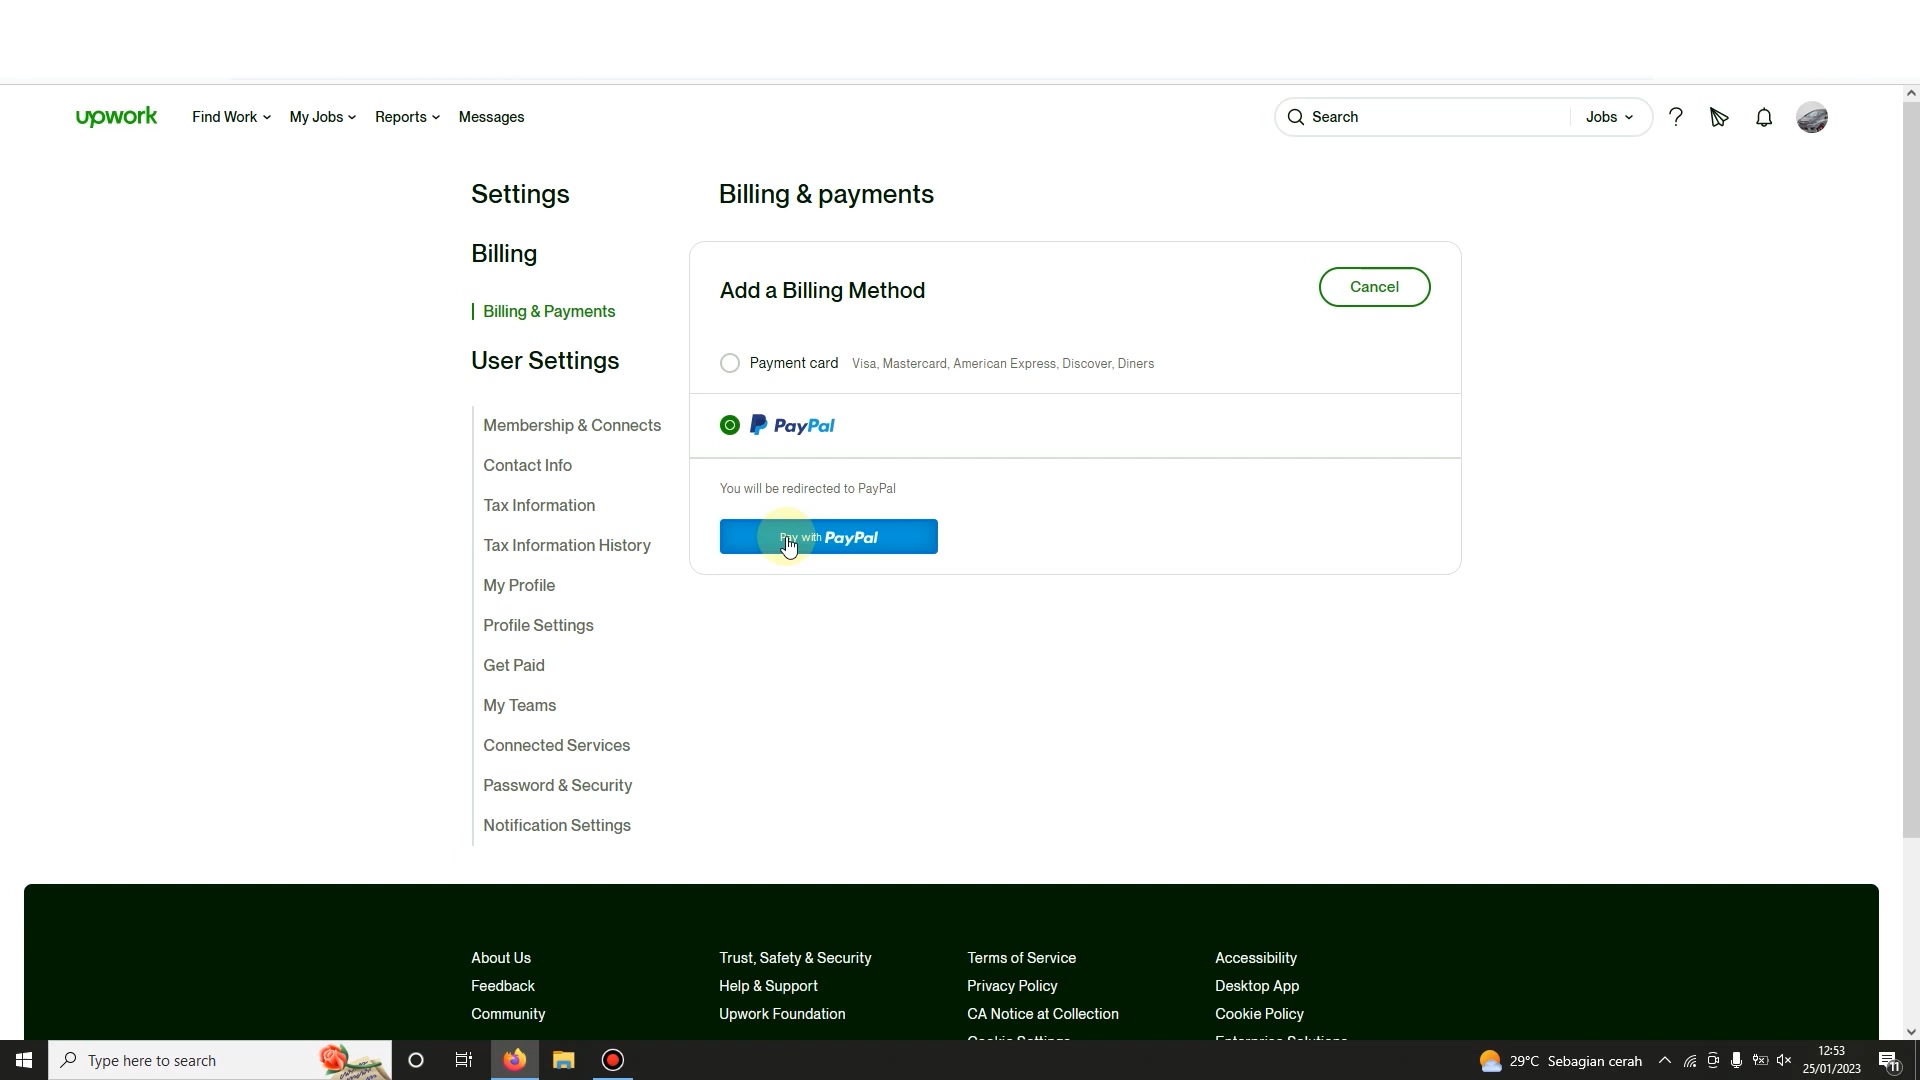 upwork
Find Work
My Jobs
Reports
Messages
Search
Jobs
Settings
Billing & payments
Billing
Billing & Payments
User Settings
Membership & Connects
Contact Info
Tax Information
Tax Information History
My Profile
Profile Settings
Get Paid
My Teams
Connected Services
Password & Security
Notification Settings
Add a Billing Method
Cancel
Payment card Visa, Mastercard, American Express, Discover, Diners
PayPal
You will be redirected to PayPal
Pay with PayPal
About Us
Feedback
Community
Trust, Safety & Security
Help & Support
Upwork Foundation
Terms of Service
Privacy Policy
CA Notice at Collection
Cookie Settings
Accessibility
Desktop App
Cookie Policy
Enterprise Solutions
Type here to search
29°C Sebagian cerah
12:53
25/01/2023
11